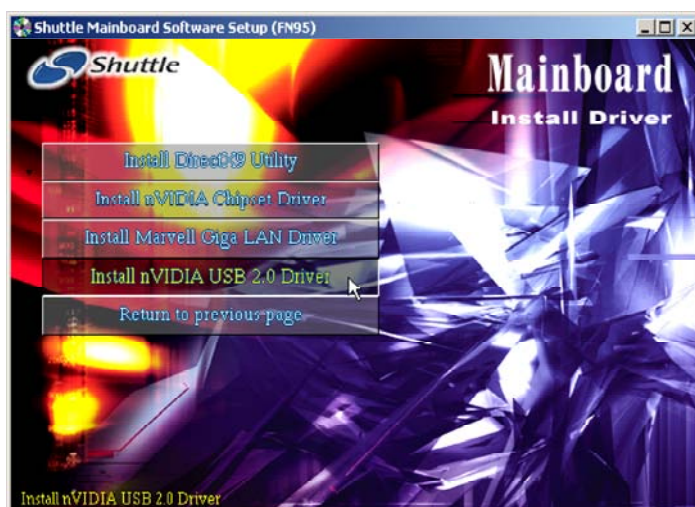 Shuttle Mainboard Software Setup (FN95)
Shuttle
Mainboard
Install Driver
Install DirectX9 Utility
Install nVIDIA Chipset Driver
Install Marvell Giga LAN Driver
Install nVIDIA USB 2.0 Driver
Return to previous page
Install nVIDIA USB 2.0 Driver